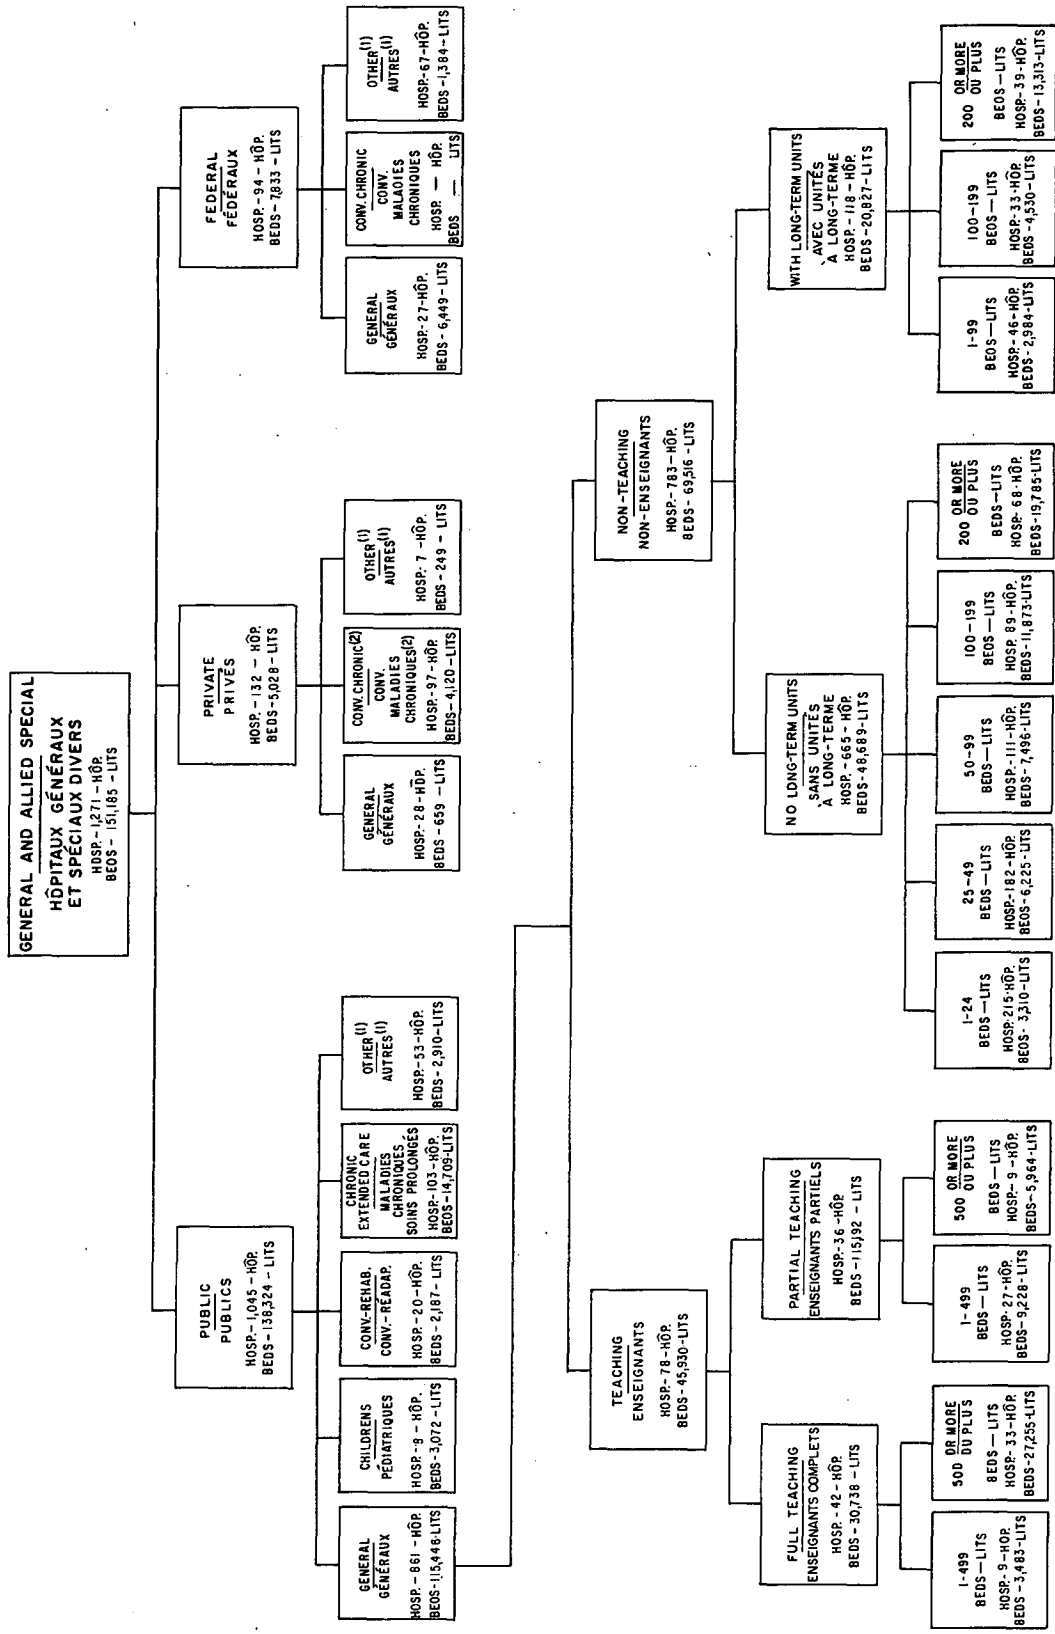 GENERAL AND ALLIED SPECIAL
HÔPITAUX GÉNÉRAUX
ET SPÉCIAUX DIVERS
HOSP.-1,271-HÔP.
BEDS-151,185-LITS
PUBLIC
PUBLICS
HOSP.-1,045-HÔP.
BEDS-138,324-LITS
PRIVATE
PRIVÉS
HOSP.-132-HÔP.
BEDS-5,028-LITS
FEDERAL
FÉDÉRAUX
HOSP.-94-HÔP.
BEDS-7,833-LITS
GENERAL
GÉNÉRAUX
HOSP.-861-HÔP.
BEDS-115,446-LITS
CHILDRENS
PÉDIATRIQUES
HOSP.-8-HÔP.
BEDS-3,072-LITS
CONV.-REHAB.
CONV.-RÉADAP.
HOSP.-20-HÔP.
BEDS-2,187-LITS
CHRONIC
EXTENDED CARE
MALADIES
CHRONIQUES
SOINS PROLONGÉS
HOSP.-103-HÔP.
BEDS-14,709-LITS
OTHER(1)
AUTRES(1)
HOSP.-53-HÔP.
BEDS-2,910-LITS
GENERAL
GÉNÉRAUX
HOSP.-28-HÔP.
BEDS-659-LITS
CONV.CHRONIC(2)
CONV.
MALADIES
CHRONIQUES(2)
HOSP.-97-HÔP.
BEDS-4,120-LITS
OTHER(1)
AUTRES(1)
HOSP.-7-HÔP.
BEDS-249-LITS
GENERAL
GÉNÉRAUX
HOSP.-27-HÔP.
BEDS-6,449-LITS
CONV.CHRONIC
CONV.
MALADIES
CHRONIQUES
HOSP. — HÔP.
BEDS — LITS
OTHER(1)
AUTRES(1)
HOSP.-67-HÔP.
BEDS-1,384-LITS
TEACHING
ENSEIGNANTS
HOSP.-78-HÔP.
BEDS-45,930-LITS
NON-TEACHING
NON-ENSEIGNANTS
HOSP.-783-HÔP.
BEDS-69,516-LITS
FULL TEACHING
ENSEIGNANTS COMPLETS
HOSP.-42-HÔP.
BEDS-30,738-LITS
PARTIAL TEACHING
ENSEIGNANTS PARTIELS
HOSP.-36-HÔP.
BEDS-115,192-LITS
NO LONG-TERM UNITS
SANS UNITÉS
À LONG-TERME
HOSP.-665-HÔP.
BEDS-48,689-LITS
WITH LONG-TERM UNITS
AVEC UNITÉS
À LONG-TERME
HOSP.-118-HÔP.
BEDS-20,827-LITS
1-499
BEDS—LITS
HOSP.-9-HÔP.
BEDS-3,483-LITS
500 OR MORE
OU PLUS
BEDS—LITS
HOSP.-33-HÔP.
BEDS-27,255-LITS
1-499
BEDS—LITS
HOSP.-27-HÔP.
BEDS-9,228-LITS
500 OR MORE
OU PLUS
BEDS—LITS
HOSP.-9-HÔP.
BEDS-5,964-LITS
1-24
BEDS—LITS
HOSP.-215-HÔP.
BEDS-3,310-LITS
25-49
BEDS—LITS
HOSP.-182-HÔP.
BEDS-6,225-LITS
50-99
BEDS—LITS
HOSP.-111-HÔP.
BEDS-7,496-LITS
100-199
BEDS—LITS
HOSP. 89-HÔP.
BEDS-11,873-LITS
200 OR MORE
OU PLUS
BEDS—LITS
HOSP. 68-HÔP.
BEDS-19,785-LITS
1-99
BEDS—LITS
HOSP.-46-HÔP.
BEDS-2,984-LITS
100-199
BEDS—LITS
HOSP.-33-HÔP.
BEDS-4,530-LITS
200 OR MORE
OU PLUS
BEDS—LITS
HOSP.-39-HÔP.
BEDS-13,313-LITS